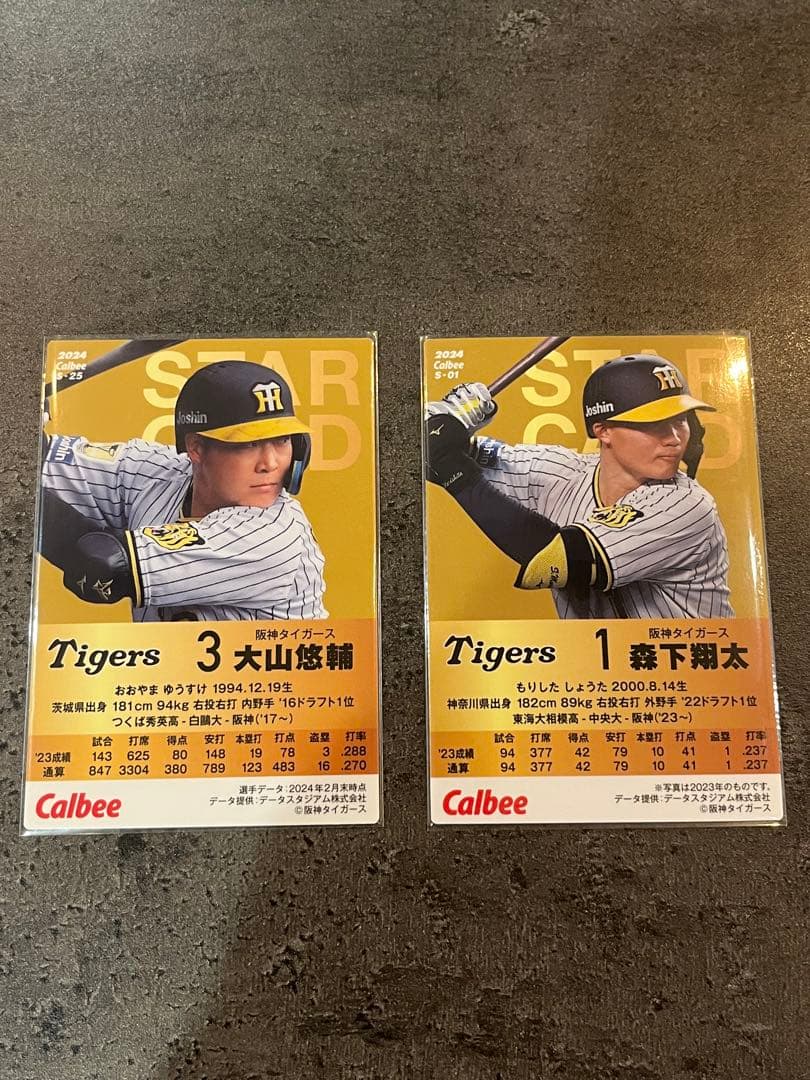 2024
Calbee
S・25
STAR
CARD
Joshin
Tigers 3 阪神タイガース
大山悠輔
おおやま ゆうすけ 1994.12.19生
茨城県出身 181cm 94kg 右投右打 内野手 '16ドラフト1位
つくば秀英高 - 白鷗大 - 阪神('17〜)
試合 打席 得点 安打 本塁打 打点 盗塁 打率
'23成績 143 625 80 148 19 78 3 .288
通算 847 3304 380 789 123 483 16 .270
Calbee
選手データ：2024年2月末時点
データ提供：データスタジアム株式会社
©阪神タイガース
2024
Calbee
S・01
STAR
CARD
Joshin
Tigers 1 阪神タイガース
森下翔太
もりした しょうた 2000.8.14生
神奈川県出身 182cm 89kg 右投右打 外野手 '22ドラフト1位
東海大相模高 - 中央大 - 阪神('23〜)
試合 打席 得点 安打 本塁打 打点 盗塁 打率
'23成績 94 377 42 79 10 41 1 .237
通算 94 377 42 79 10 41 1 .237
Calbee
※写真は2023年のものです。
データ提供：データスタジアム株式会社
©阪神タイガース